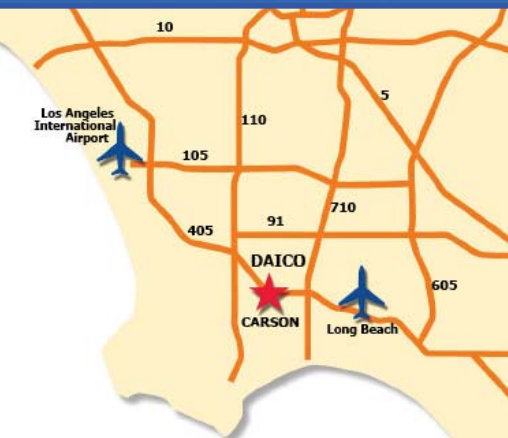 10
5
Los Angeles
International
Airport
110
105
710
91
405
DAICO
605
CARSON
Long Beach